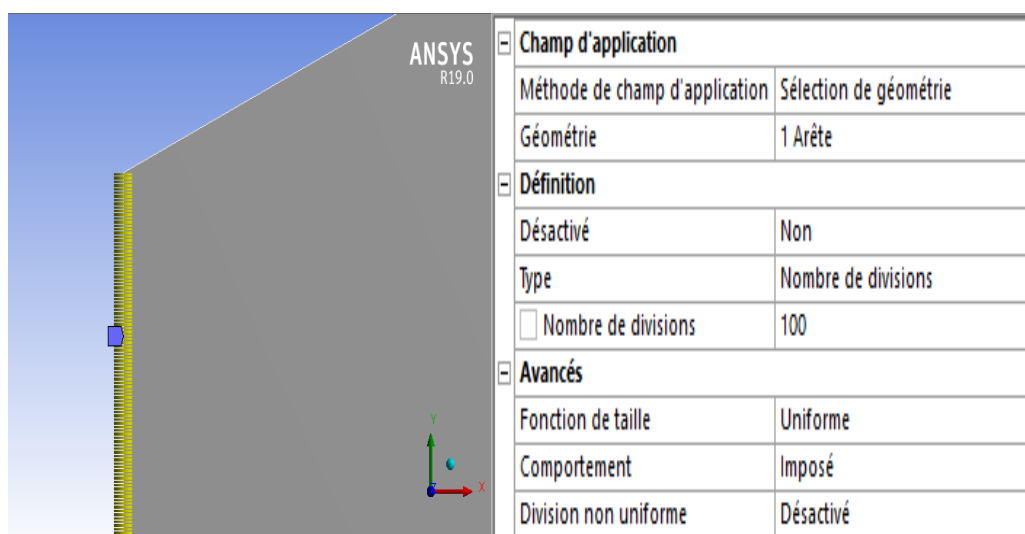 ANSYS
R19.0
Y
X
Champ d'application
Méthode de champ d'application Sélection de géométrie
Géométrie 1 Arête
Définition
Désactivé Non
Type Nombre de divisions
Nombre de divisions 100
Avancés
Fonction de taille Uniforme
Comportement Imposé
Division non uniforme Désactivé